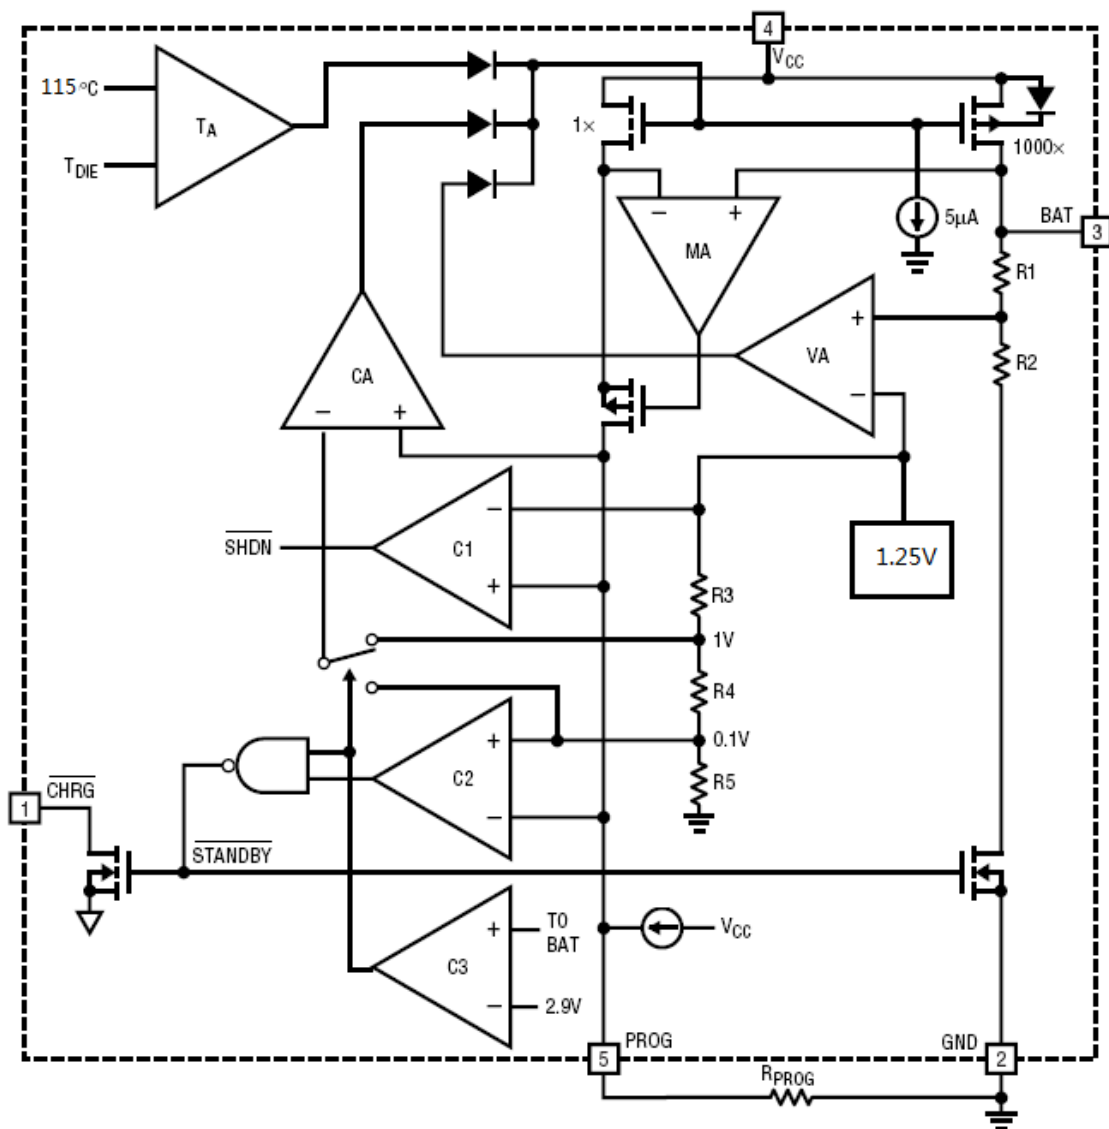 4
VCC
115°C
TA
TDIE
1×
1000×
− +
MA
5µA
BAT
3
R1
+
VA
−
R2
CA
− +
−
SHDN
C1
+
1.25V
R3
1V
R4
+
0.1V
C2
R5
−
CHRG
1
STANDBY
+
TO
BAT
C3
VCC
−
2.9V
PROG
5
GND
2
RPROG